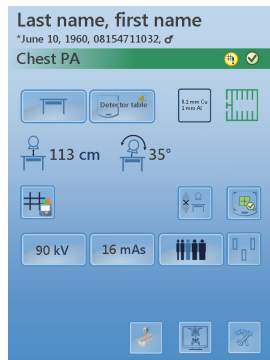 Last name, first name
*June 10, 1960, 08154711032, ♂
Chest PA
Detector table
0.1 mm Cu
1 mm Al
113 cm
35°
90 kV
16 mAs